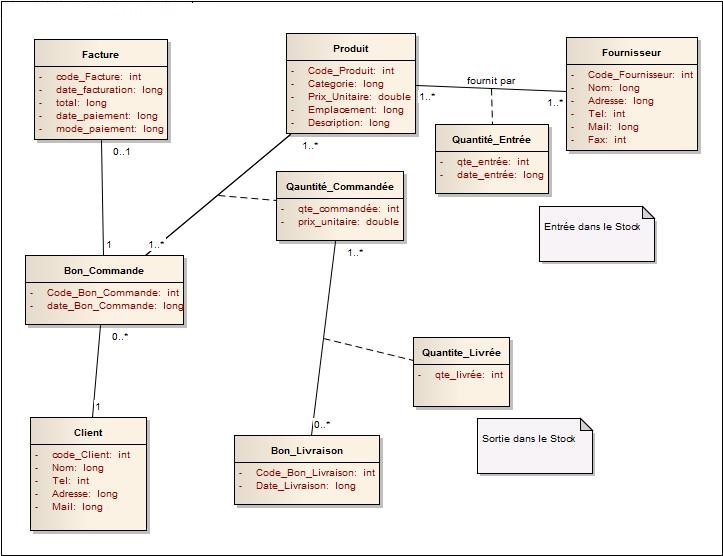 Facture
- code_Facture: int
- date_facturation: long
- total: long
- date_paiement: long
- mode_paiement: long
0..1
Produit
- Code_Produit: int
- Categorie: long
- Prix_Unitaire: double
- Emplacement: long
- Description: long
1..*
1..*
fournit par
1..*
Fournisseur
- Code_Fournisseur: int
- Nom: long
- Adresse: long
- Tel: int
- Mail: long
- Fax: int
Quantité_Entrée
- qte_entrée: int
- date_entrée: long
Qauntité_Commandée
- qte_commandée: int
- prix_unitaire: double
1..*
Entrée dans le Stock
1
1..*
Bon_Commande
- Code_Bon_Commande: int
- date_Bon_Commande: long
0..*
Quantite_Livrée
- qte_livrée: int
1
Client
- code_Client: int
- Nom: long
- Tel: int
- Adresse: long
- Mail: long
0..*
Bon_Livraison
- Code_Bon_Livraison: int
- Date_Livraison: long
Sortie dans le Stock